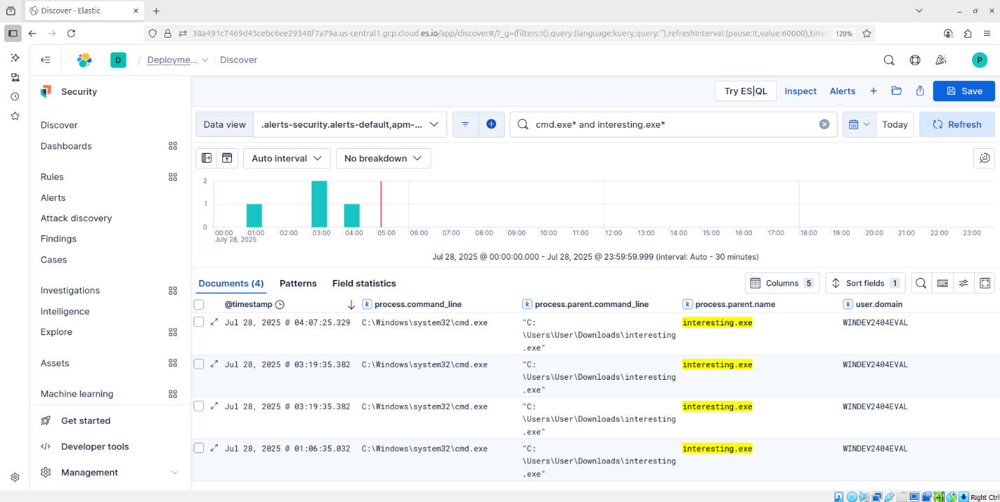 Discover - Elastic
38a491c7469d45cebc6ee29348f7a79a.us-central1.gcp.cloud.es.io/app/discover#/?_g=(filters:!(),query:(language:kuery,query:''),refreshInterval:(pause:!t,value:60000),time
120%
D
/ Deployme... / Discover
P
Security
Try ES|QL Inspect Alerts Save
Discover
Dashboards
Rules
Alerts
Attack discovery
Findings
Cases
Investigations
Intelligence
Explore
Assets
Machine learning
Get started
Developer tools
Management
Data view .alerts-security.alerts-default,apm-... cmd.exe* and interesting.exe* Today Refresh
Auto interval No breakdown
2
1
0
00:00 01:00 02:00 03:00 04:00 05:00 06:00 07:00 08:00 09:00 10:00 11:00 12:00 13:00 14:00 15:00 16:00 17:00 18:00 19:00 20:00 21:00 22:00 23:00
July 28, 2025
Jul 28, 2025 @ 00:00:00.000 - Jul 28, 2025 @ 23:59:59.999 (interval: Auto - 30 minutes)
Documents (4) Patterns Field statistics Columns 5 Sort fields 1
@timestamp k process.command_line k process.parent.command_line k process.parent.name k user.domain
Jul 28, 2025 @ 04:07:25.329 C:\Windows\system32\cmd.exe "C: interesting.exe WINDEV2404EVAL
\Users\User\Downloads\interesting
.exe"
Jul 28, 2025 @ 03:19:35.382 C:\Windows\system32\cmd.exe "C: interesting.exe WINDEV2404EVAL
\Users\User\Downloads\interesting
.exe"
Jul 28, 2025 @ 03:19:35.382 C:\Windows\system32\cmd.exe "C: interesting.exe WINDEV2404EVAL
\Users\User\Downloads\interesting
.exe"
Jul 28, 2025 @ 01:06:35.032 C:\Windows\system32\cmd.exe "C: interesting.exe WINDEV2404EVAL
\Users\User\Downloads\interesting
.exe"
Right Ctrl